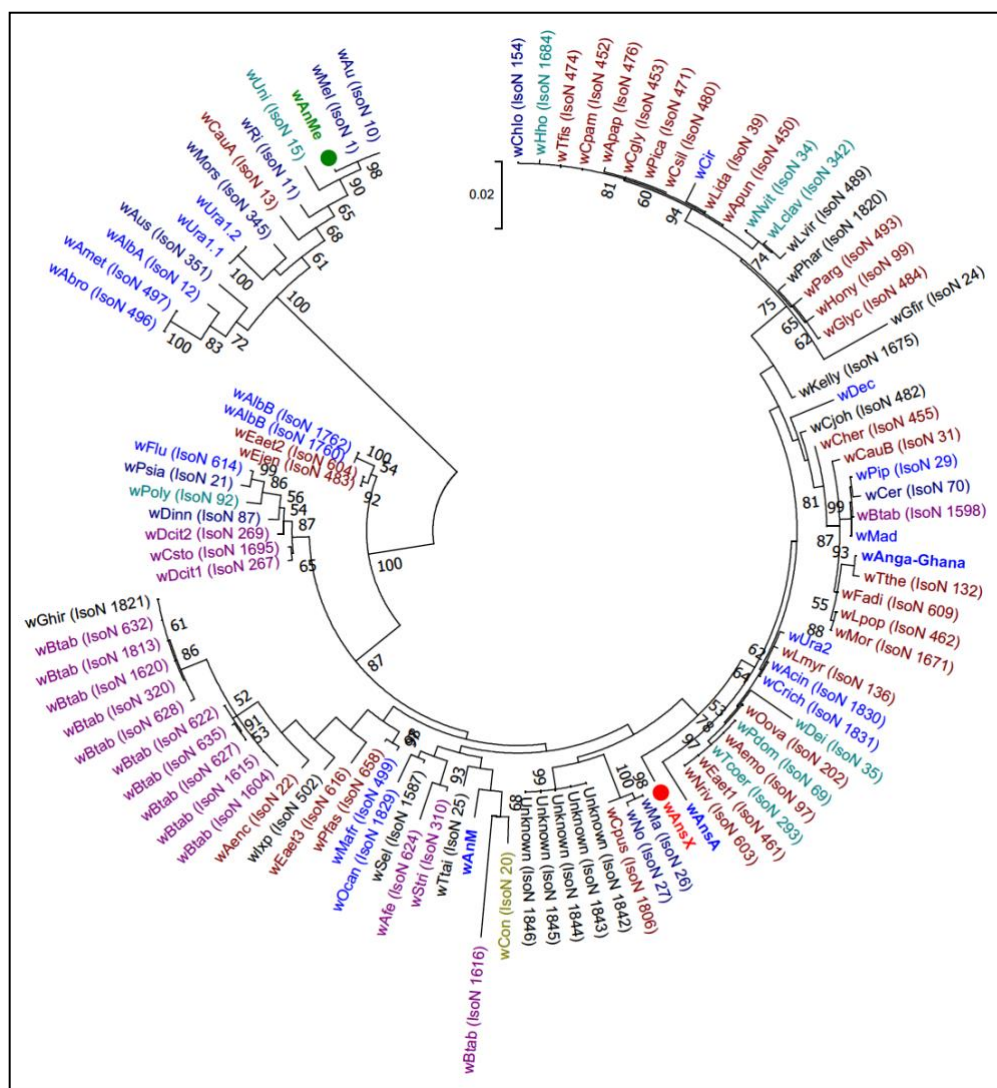 wAu (IsoN 10)
wMel (IsoN 1)
wAnMe
wUni (IsoN 15)
wRi (IsoN 11)
wCauA (IsoN 13)
wMors (IsoN 345)
wUra1.2
wUra1.1
wAus (IsoN 351)
wAlbA (IsoN 12)
wAmet (IsoN 497)
wAbro (IsoN 496)
98
90
65
68
61
100
100
72
83
100
0.02
wChlo (IsoN 154)
wHho (IsoN 1684)
wTfis (IsoN 474)
wCpam (IsoN 452)
wApap (IsoN 476)
wCgly (IsoN 453)
wPica (IsoN 471)
wCsil (IsoN 480)
wCir
wLida (IsoN 39)
wApun (IsoN 450)
wNvit (IsoN 34)
wLclav (IsoN 342)
wLvir (IsoN 489)
wPhar (IsoN 1820)
wParg (IsoN 493)
wHony (IsoN 99)
wGlyc (IsoN 484)
wGfir (IsoN 24)
81
60
94
74
75
65
62
wKelly (IsoN 1675)
wDec
wCjoh (IsoN 482)
wCher (IsoN 455)
wCauB (IsoN 31)
wPip (IsoN 29)
wCer (IsoN 70)
wBtab (IsoN 1598)
wMad
wAnga-Ghana
wTthe (IsoN 132)
wFadi (IsoN 609)
wLpop (IsoN 462)
wMor (IsoN 1671)
81
99
87
93
55
88
wUra2
wLmyr (IsoN 136)
wAcin (IsoN 1830)
wCrich (IsoN 1831)
wDei (IsoN 35)
wOova (IsoN 202)
wPdom (IsoN 69)
wAemo (IsoN 97)
wTcoer (IsoN 293)
wEaet1 (IsoN 461)
wNriv (IsoN 603)
wAnsA
wAnsX
wMa (IsoN 26)
wNo (IsoN 27)
wCpus (IsoN 1806)
62
64
53
97
98
100
Unknown (IsoN 1842)
Unknown (IsoN 1843)
Unknown (IsoN 1844)
Unknown (IsoN 1845)
Unknown (IsoN 1846)
99
wCon (IsoN 20)
wBtab (IsoN 1616)
wAnM
wTtai (IsoN 25)
93
wStri (IsoN 310)
wAfe (IsoN 624)
wSel (IsoN 1587)
wOcan (IsoN 1829)
wMafr (IsoN 499)
wPfas (IsoN 658)
wEaet3 (IsoN 616)
wIxp (IsoN 502)
wAenc (IsoN 22)
wBtab (IsoN 1604)
wBtab (IsoN 1615)
wBtab (IsoN 627)
wBtab (IsoN 635)
wBtab (IsoN 622)
wBtab (IsoN 628)
wBtab (IsoN 320)
wBtab (IsoN 1620)
wBtab (IsoN 1813)
wBtab (IsoN 632)
wGhir (IsoN 1821)
61
86
52
91
53
wDcit1 (IsoN 267)
wCsto (IsoN 1695)
wDcit2 (IsoN 269)
wDinn (IsoN 87)
wPoly (IsoN 92)
wPsia (IsoN 21)
wFlu (IsoN 614)
99
86
56
54
87
65
wEjen (IsoN 483)
wEaet2 (IsoN 604)
wAlbB (IsoN 1760)
wAlbB (IsoN 1762)
100
54
92
100
87